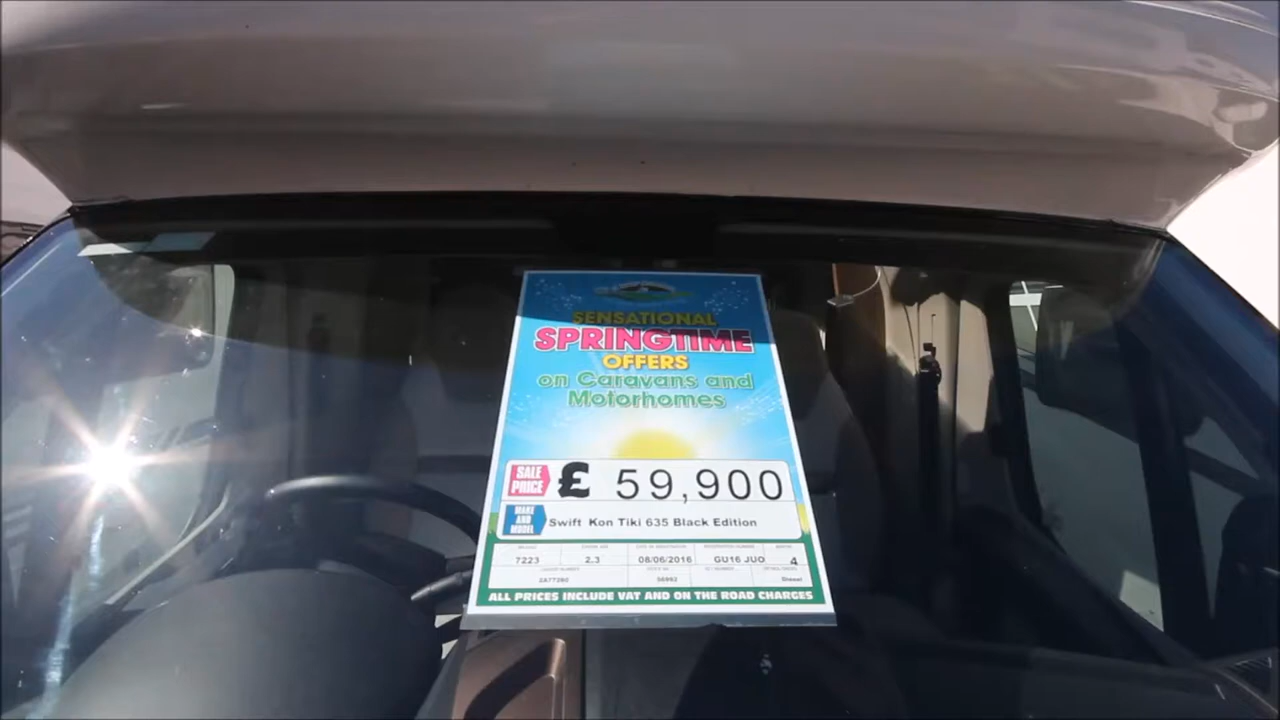 SENSATIONAL
SPRINGTIME
OFFERS
on Caravans and
Motorhomes
SALE PRICE £ 59,900
MAKE AND MODEL Swift Kon Tiki 635 Black Edition
7223 2.3 08/06/2016 GU16 JUO 4
Diesel
ALL PRICES INCLUDE VAT AND ON THE ROAD CHARGES